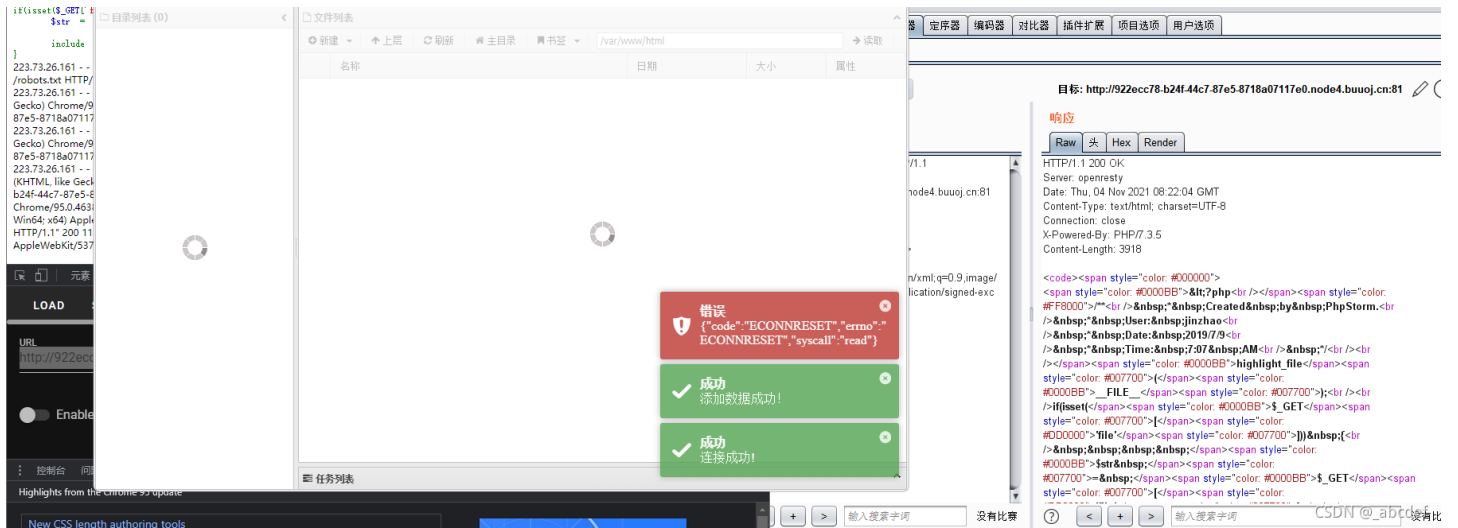 if(isset($_GET[`f
$str =
include
}
223.73.26.161 - -
/robots.txt HTTP/
223.73.26.161 - -
Gecko) Chrome/95
87e5-8718a07117
223.73.26.161 - -
Gecko) Chrome/9
87e5-8718a07117
223.73.26.161 - -
(KHTML, like Geck
b24f-44c7-87e5-8
Chrome/95.0.4638
Win64; x64) Apple
HTTP/1.1" 200 11
AppleWebKit/537
元素
LOAD
URL
http://922ecc
Enable
控制台 问题
Highlights from the Chrome 95 update
New CSS length authoring tools
目录列表 (0)
文件列表
新建 上层 刷新 主目录 书签 /var/www/html 读取
名称 日期 大小 属性
错误
{"code":"ECONNRESET","errno":"
ECONNRESET","syscall":"read"}
成功
添加数据成功!
成功
连接成功!
任务列表
器 定序器 编码器 对比器 插件扩展 项目选项 用户选项
目标: http://922ecc78-b24f-44c7-87e5-8718a07117e0.node4.buuoj.cn:81
/1.1
node4.buuoj.cn:81
n/xml;q=0.9,image/
lication/signed-exc
响应
Raw 头 Hex Render
HTTP/1.1 200 OK
Server: openresty
Date: Thu, 04 Nov 2021 08:22:04 GMT
Content-Type: text/html; charset=UTF-8
Connection: close
X-Powered-By: PHP/7.3.5
Content-Length: 3918
<code><span style="color: #000000">
<span style="color: #0000BB">&lt;?php<br /></span><span style="color:
#FF8000">/**<br />&nbsp;*&nbsp;Created&nbsp;by&nbsp;PhpStorm.<br
/>&nbsp;*&nbsp;User:&nbsp;jinzhao<br
/>&nbsp;*&nbsp;Date:&nbsp;2019/7/9<br
/>&nbsp;*&nbsp;Time:&nbsp;7:07&nbsp;AM<br />&nbsp;*/<br /><br
/></span><span style="color: #0000BB">highlight_file</span><span
style="color: #007700">(</span><span style="color:
#0000BB">__FILE__</span><span style="color: #007700">);<br /><br
/>if(isset(</span><span style="color: #0000BB">$_GET</span><span
style="color: #007700">[</span><span style="color:
#DD0000">'file'</span><span style="color: #007700">]))&nbsp;{<br
/>&nbsp;&nbsp;&nbsp;&nbsp;</span><span style="color:
#0000BB">$str&nbsp;</span><span style="color:
#007700">=&nbsp;</span><span style="color: #0000BB">$_GET</span><span
style="color: #007700">[</span><span style="color:
+ > 输入搜索字词 没有比赛
? < + > 输入搜索字词 没有比
CSDN @_abcdef